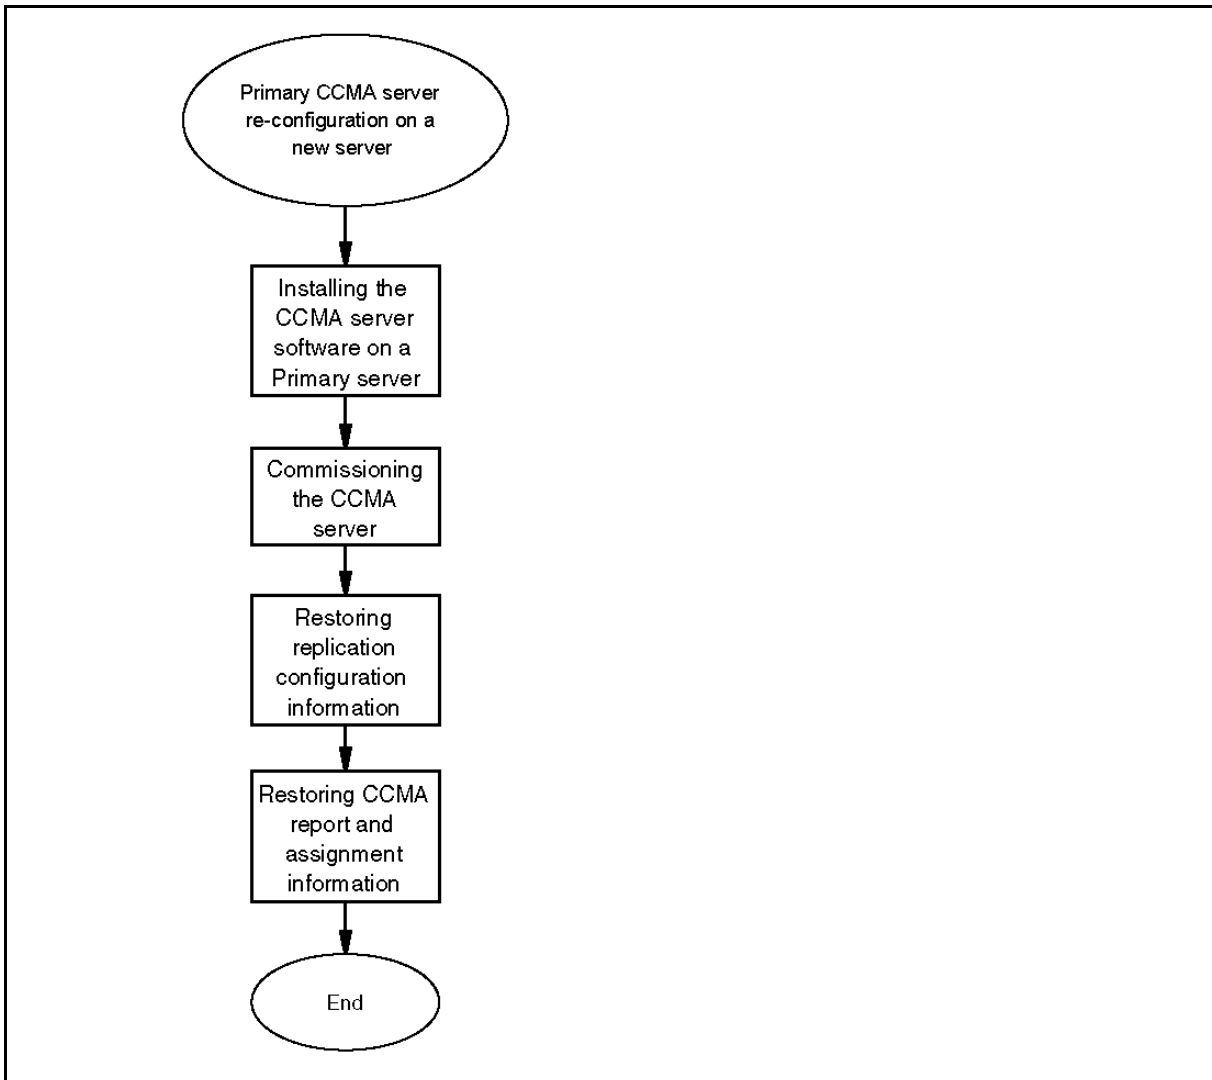 Primary CCMA server
re-configuration on a
new server
Installing the
CCMA server
software on a
Primary server
Commissioning
the CCMA
server
Restoring
replication
configuration
information
Restoring CCMA
report and
assignment
information
End